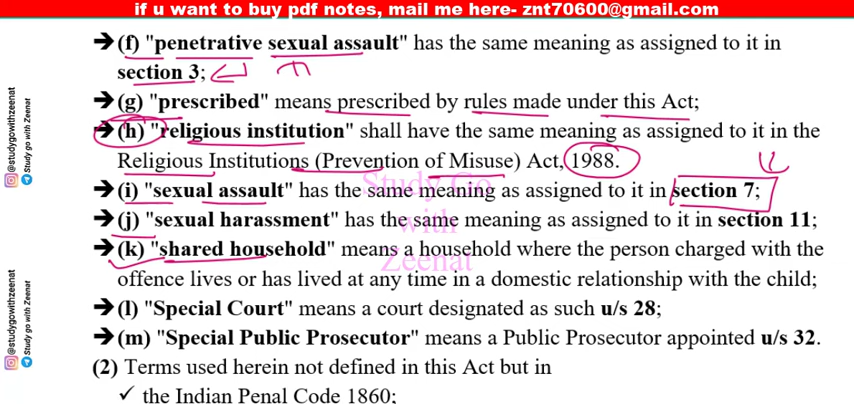 if u want to buy pdf notes, mail me here- znt70600@gmail.com
➔(f) "penetrative sexual assault" has the same meaning as assigned to it in
section 3;
➔(g) "prescribed" means prescribed by rules made under this Act;
➔(h) "religious institution" shall have the same meaning as assigned to it in the
Religious Institutions (Prevention of Misuse) Act, 1988.
➔(i) "sexual assault" has the same meaning as assigned to it in section 7;
➔(j) "sexual harassment" has the same meaning as assigned to it in section 11;
➔(k) "shared household" means a household where the person charged with the
offence lives or has lived at any time in a domestic relationship with the child;
➔(l) "Special Court" means a court designated as such u/s 28;
➔(m) "Special Public Prosecutor" means a Public Prosecutor appointed u/s 32.
(2) Terms used herein not defined in this Act but in
✓ the Indian Penal Code 1860;
@studygowithzeenat
Study go with Zeenat
@studygowithzeenat
Study go with Zeenat
Study Go
with
Zeenat